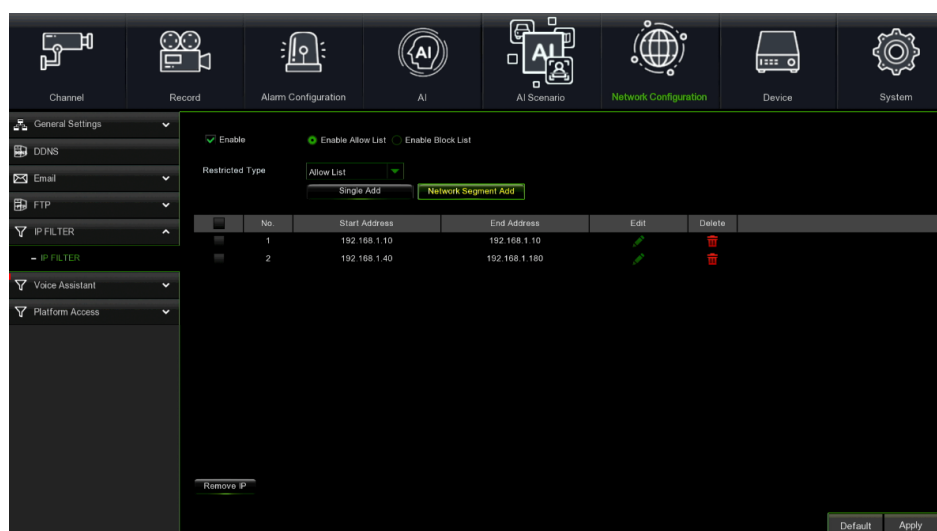 Channel Record Alarm Configuration AI AI Scenario Network Configuration Device System
General Settings
DDNS
Email
FTP
IP FILTER
IP FILTER
Voice Assistant
Platform Access
Enable Enable Allow List Enable Block List
Restricted Type Allow List
Single Add Network Segment Add
No. Start Address End Address Edit Delete
1 192.168.1.10 192.168.1.10
2 192.168.1.40 192.168.1.180
Remove IP
Default Apply